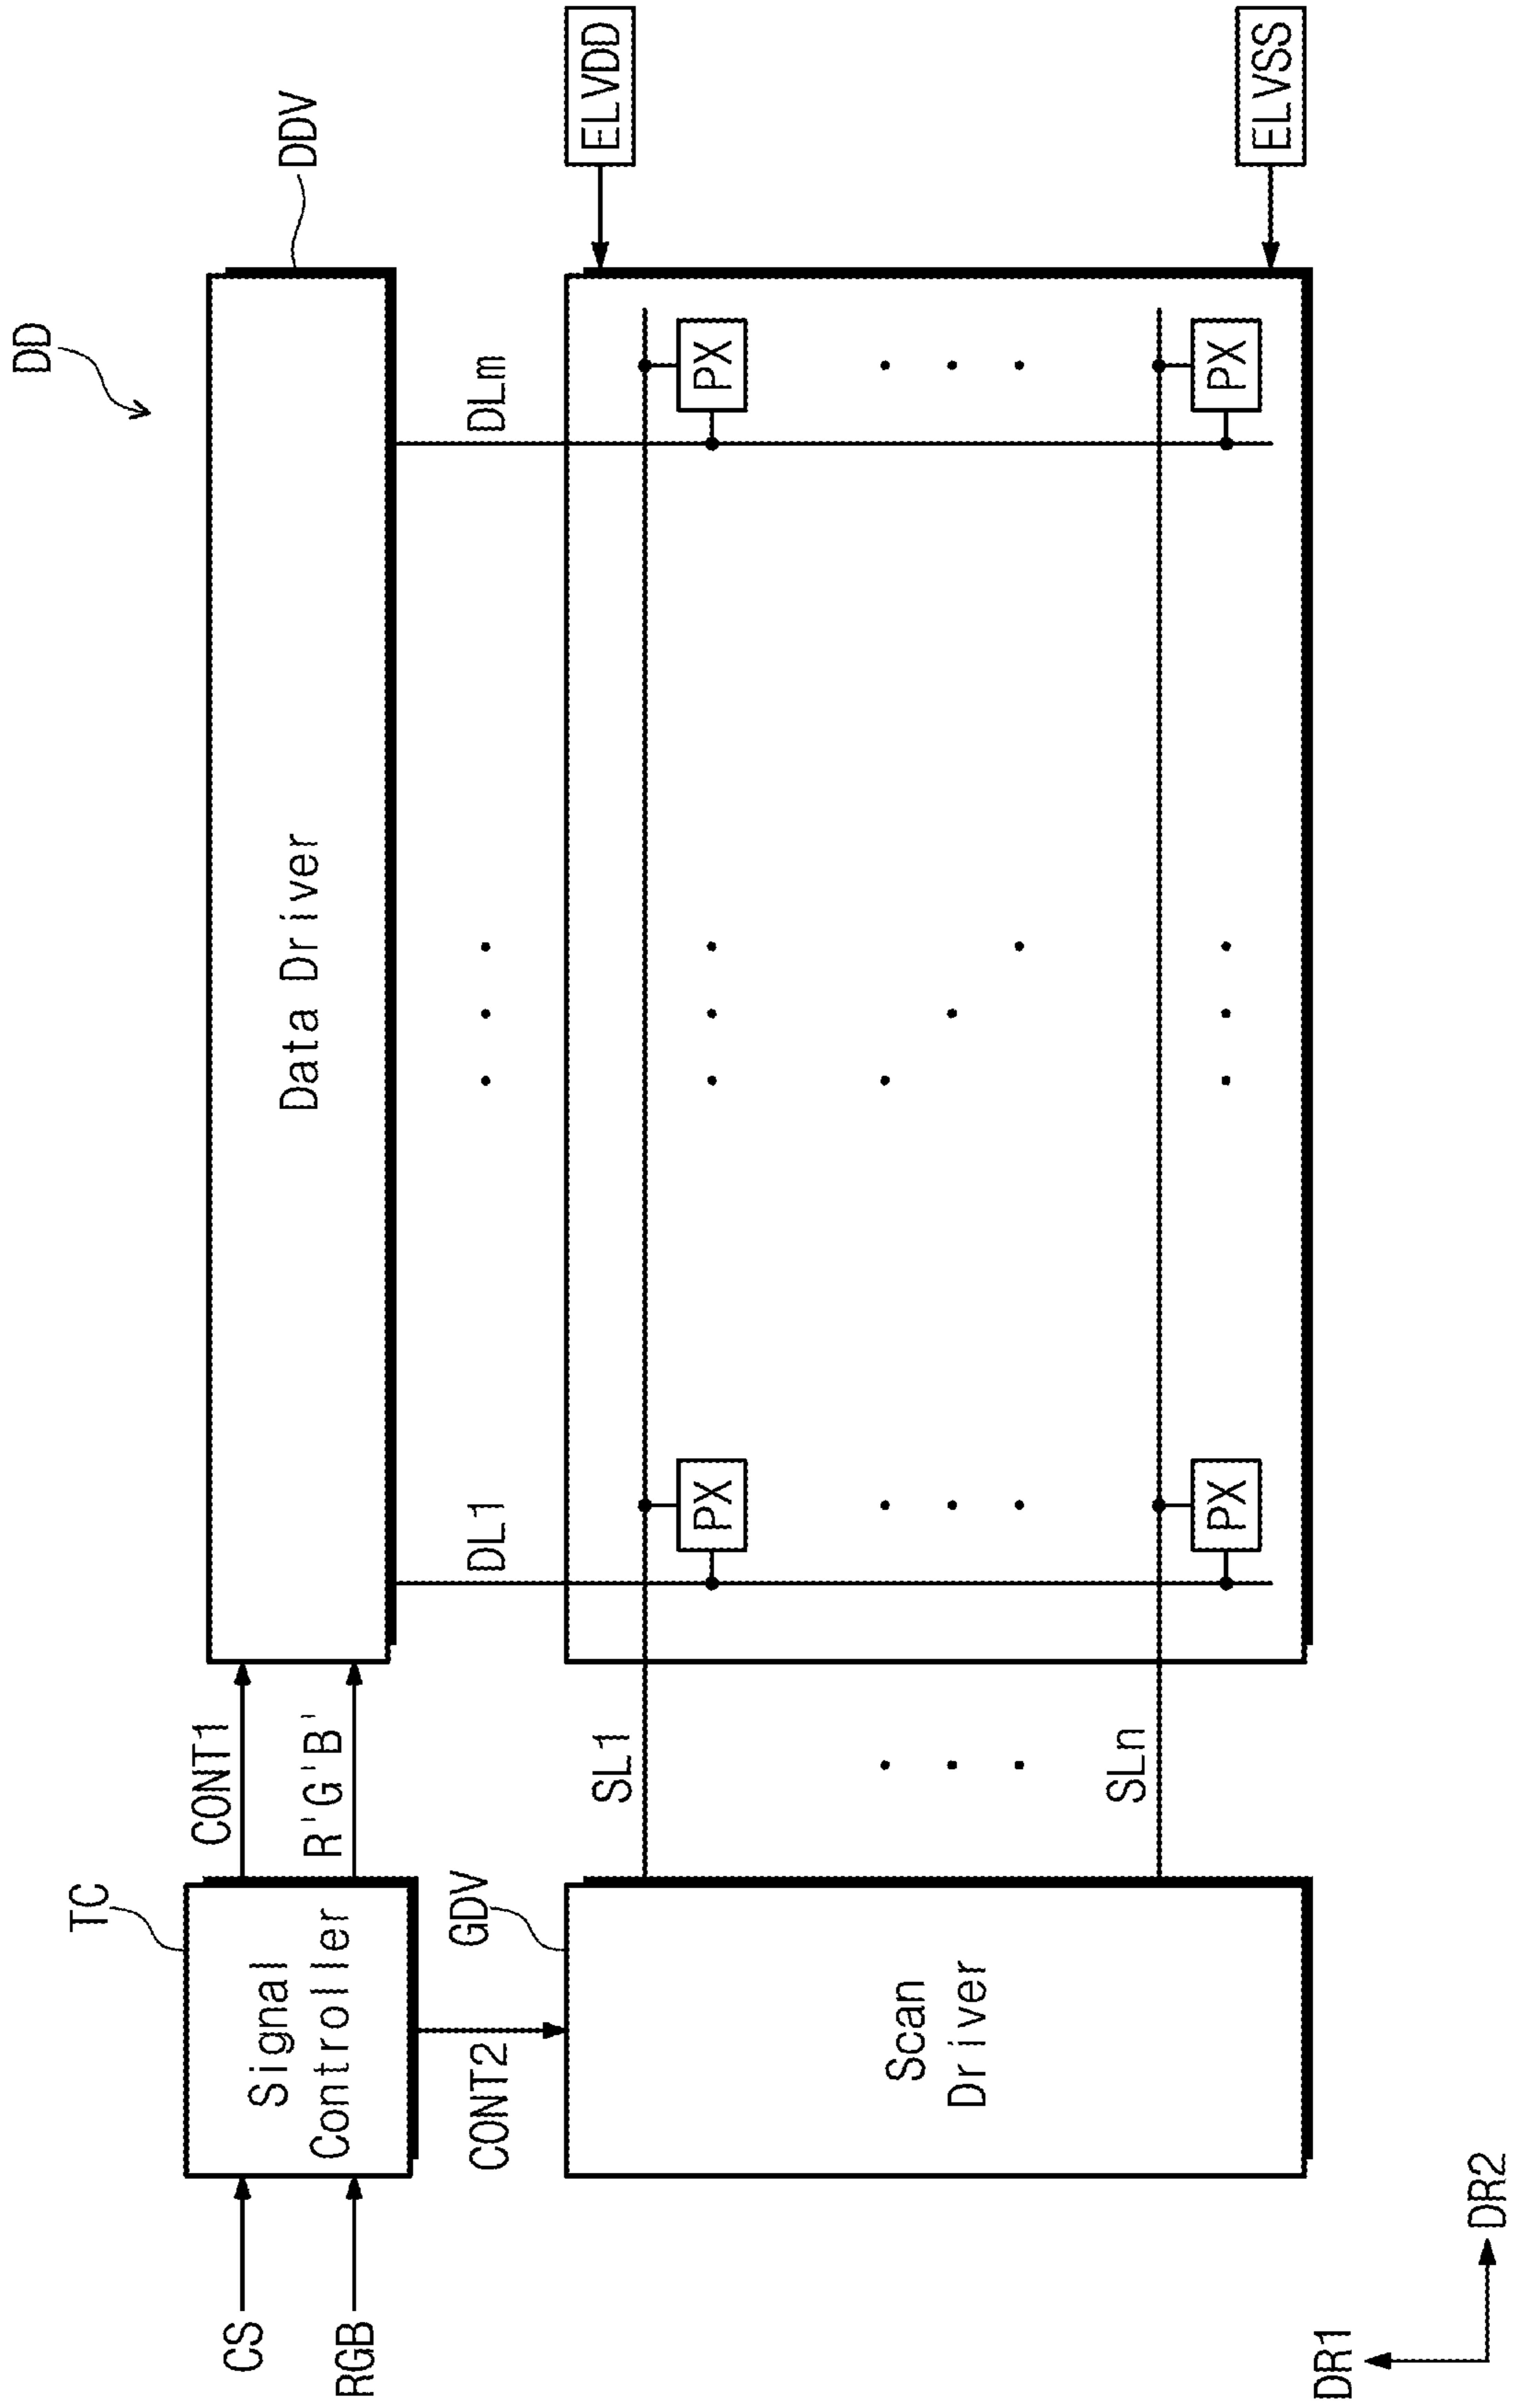 DD
TC
DDV
CS
RGB
Signal
Controller
CONT1
R'G'B'
Data Driver
CONT2
DL1
DLm
GDV
Scan
Driver
SL1
SLn
PX
PX
PX
PX
ELVDD
ELVSS
DR1
DR2